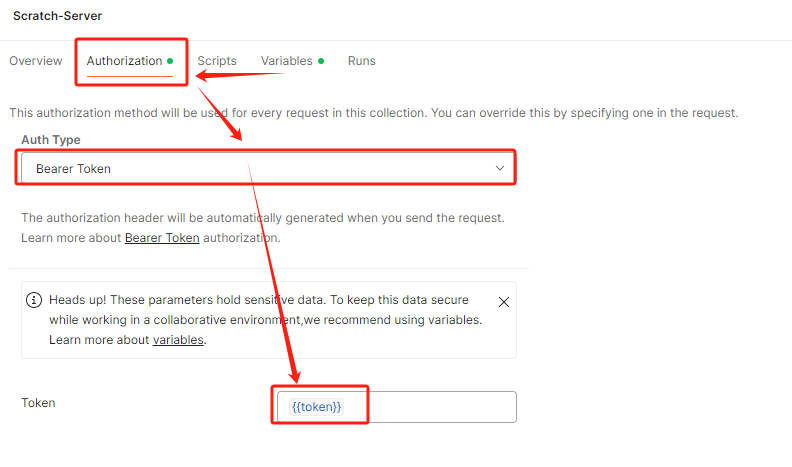 Scratch-Server
Overview Authorization Scripts Variables Runs
This authorization method will be used for every request in this collection. You can override this by specifying one in the request.
Auth Type
Bearer Token
The authorization header will be automatically generated when you send the request.
Learn more about Bearer Token authorization.
Heads up! These parameters hold sensitive data. To keep this data secure
while working in a collaborative environment,we recommend using variables.
Learn more about variables.
Token {{token}}